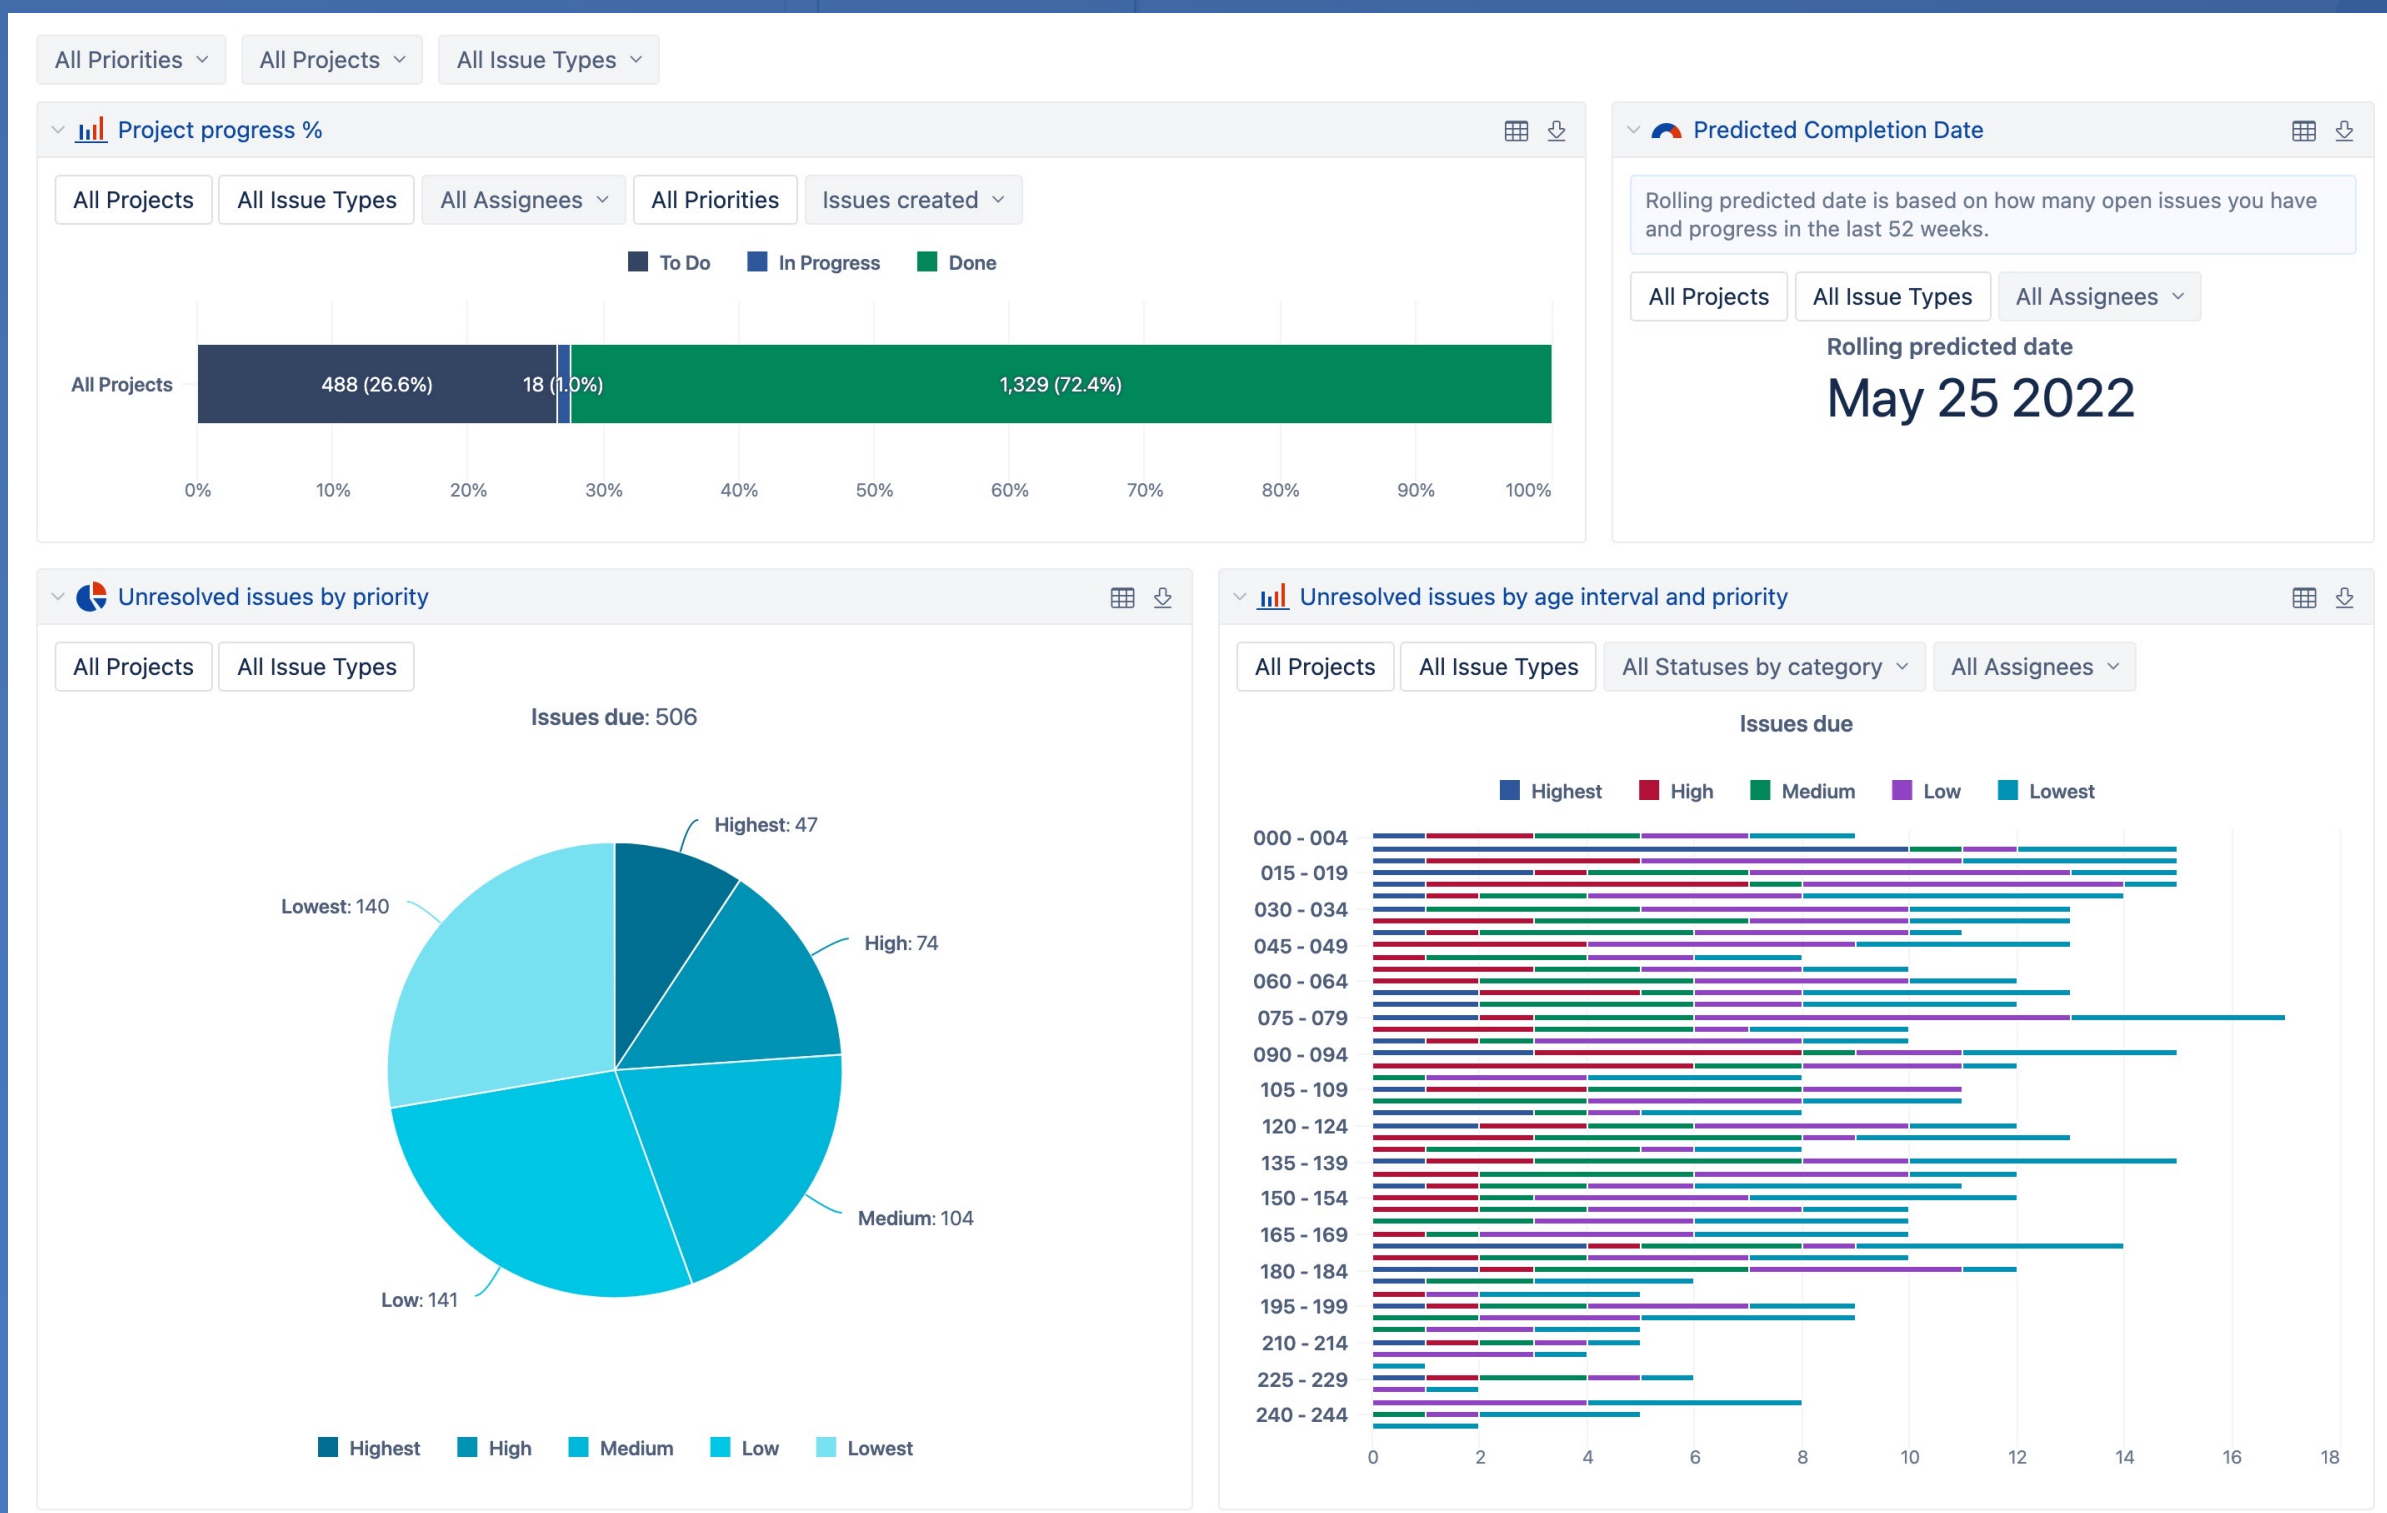 All Priorities
All Projects
All Issue Types
Project progress %
All Projects
All Issue Types
All Assignees
All Priorities
Issues created
To Do
In Progress
Done
All Projects
488 (26.6%)
18 (1.0%)
1,329 (72.4%)
0%
10%
20%
30%
40%
50%
60%
70%
80%
90%
100%
Predicted Completion Date
Rolling predicted date is based on how many open issues you have
and progress in the last 52 weeks.
All Projects
All Issue Types
All Assignees
Rolling predicted date
May 25 2022
Unresolved issues by priority
All Projects
All Issue Types
Issues due: 506
Highest: 47
Lowest: 140
High: 74
Medium: 104
Low: 141
Highest
High
Medium
Low
Lowest
Unresolved issues by age interval and priority
All Projects
All Issue Types
All Statuses by category
All Assignees
Issues due
Highest
High
Medium
Low
Lowest
000 - 004
015 - 019
030 - 034
045 - 049
060 - 064
075 - 079
090 - 094
105 - 109
120 - 124
135 - 139
150 - 154
165 - 169
180 - 184
195 - 199
210 - 214
225 - 229
240 - 244
0
2
4
6
8
10
12
14
16
18